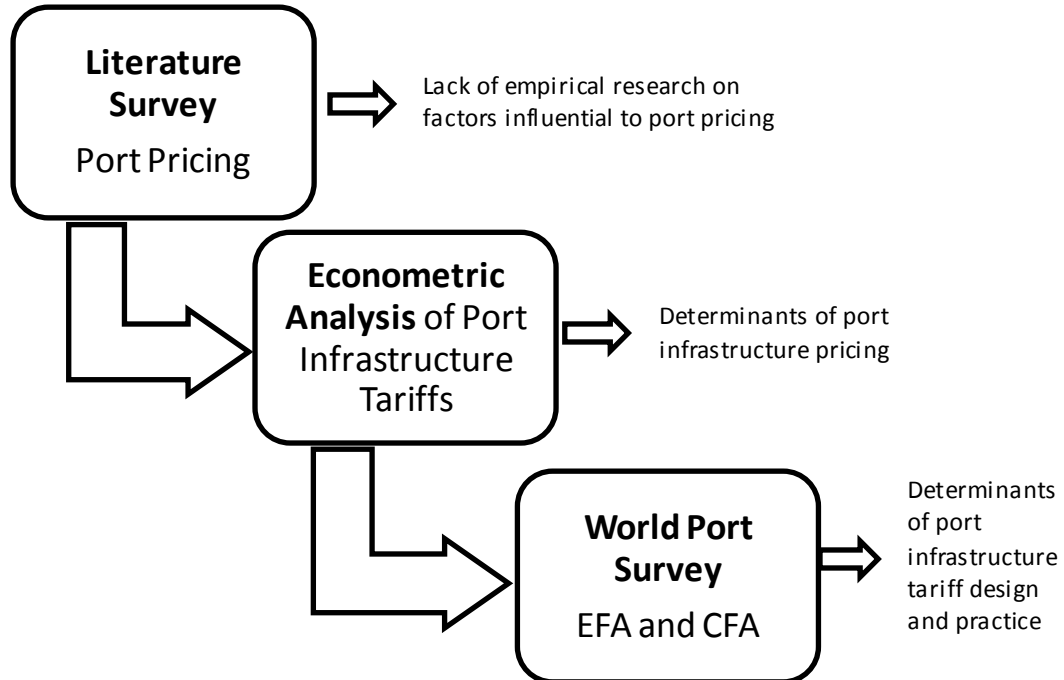 Literature
Survey
Port Pricing
Lack of empirical research on
factors influential to port pricing
Econometric
Analysis of Port
Infrastructure
Tariffs
Determinants of port
infrastructure pricing
World Port
Survey
EFA and CFA
Determinants
of port
infrastructure
tariff design
and practice